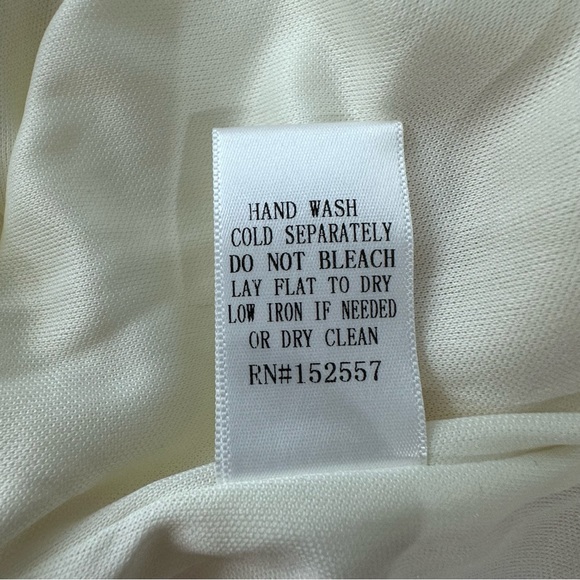 HAND WASH
COLD SEPARATELY
DO NOT BLEACH
LAY FLAT TO DRY
LOW IRON IF NEEDED
OR DRY CLEAN
RN#152557